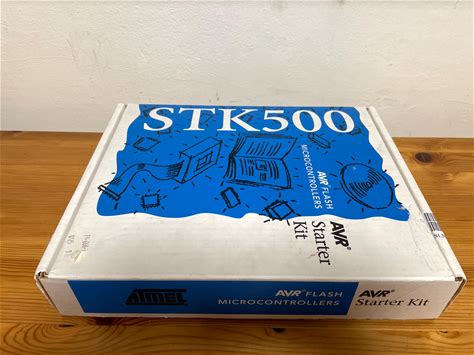 STK500
AVR FLASH
MICROCONTROLLERS
AVR®
Starter
Kit
ATMEL
AVR® FLASH
MICROCONTROLLERS
AVR®
Starter Kit